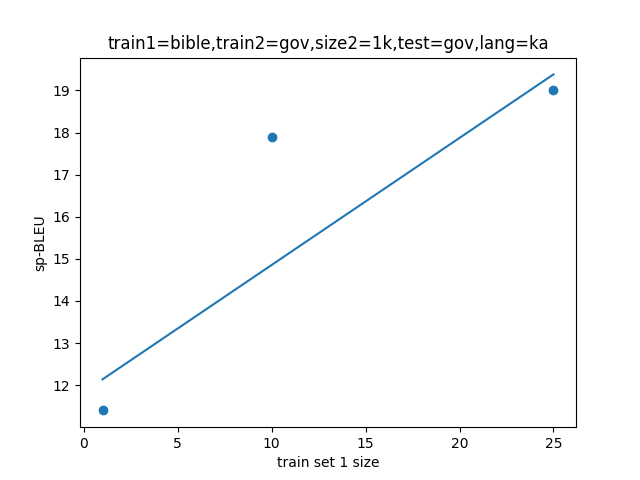 train1=bible,train2=gov,size2=1k,test=gov,lang=ka
19
18
17
16
15
14
13
12
sp-BLEU
0 5 10 15 20 25
train set 1 size